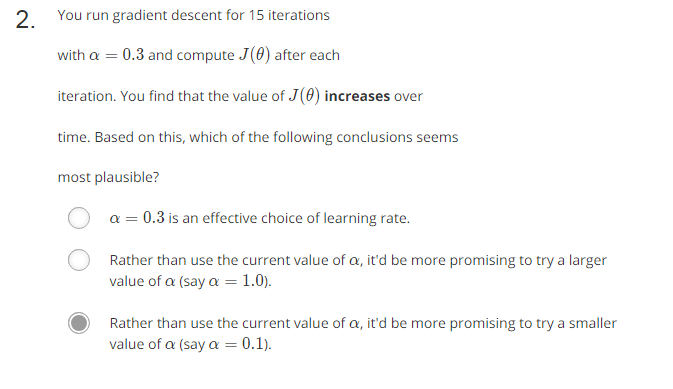 2. You run gradient descent for 15 iterations
with α = 0.3 and compute J(θ) after each
iteration. You find that the value of J(θ) increases over
time. Based on this, which of the following conclusions seems
most plausible?
α = 0.3 is an effective choice of learning rate.
Rather than use the current value of α, it'd be more promising to try a larger
value of α (say α = 1.0).
Rather than use the current value of α, it'd be more promising to try a smaller
value of α (say α = 0.1).